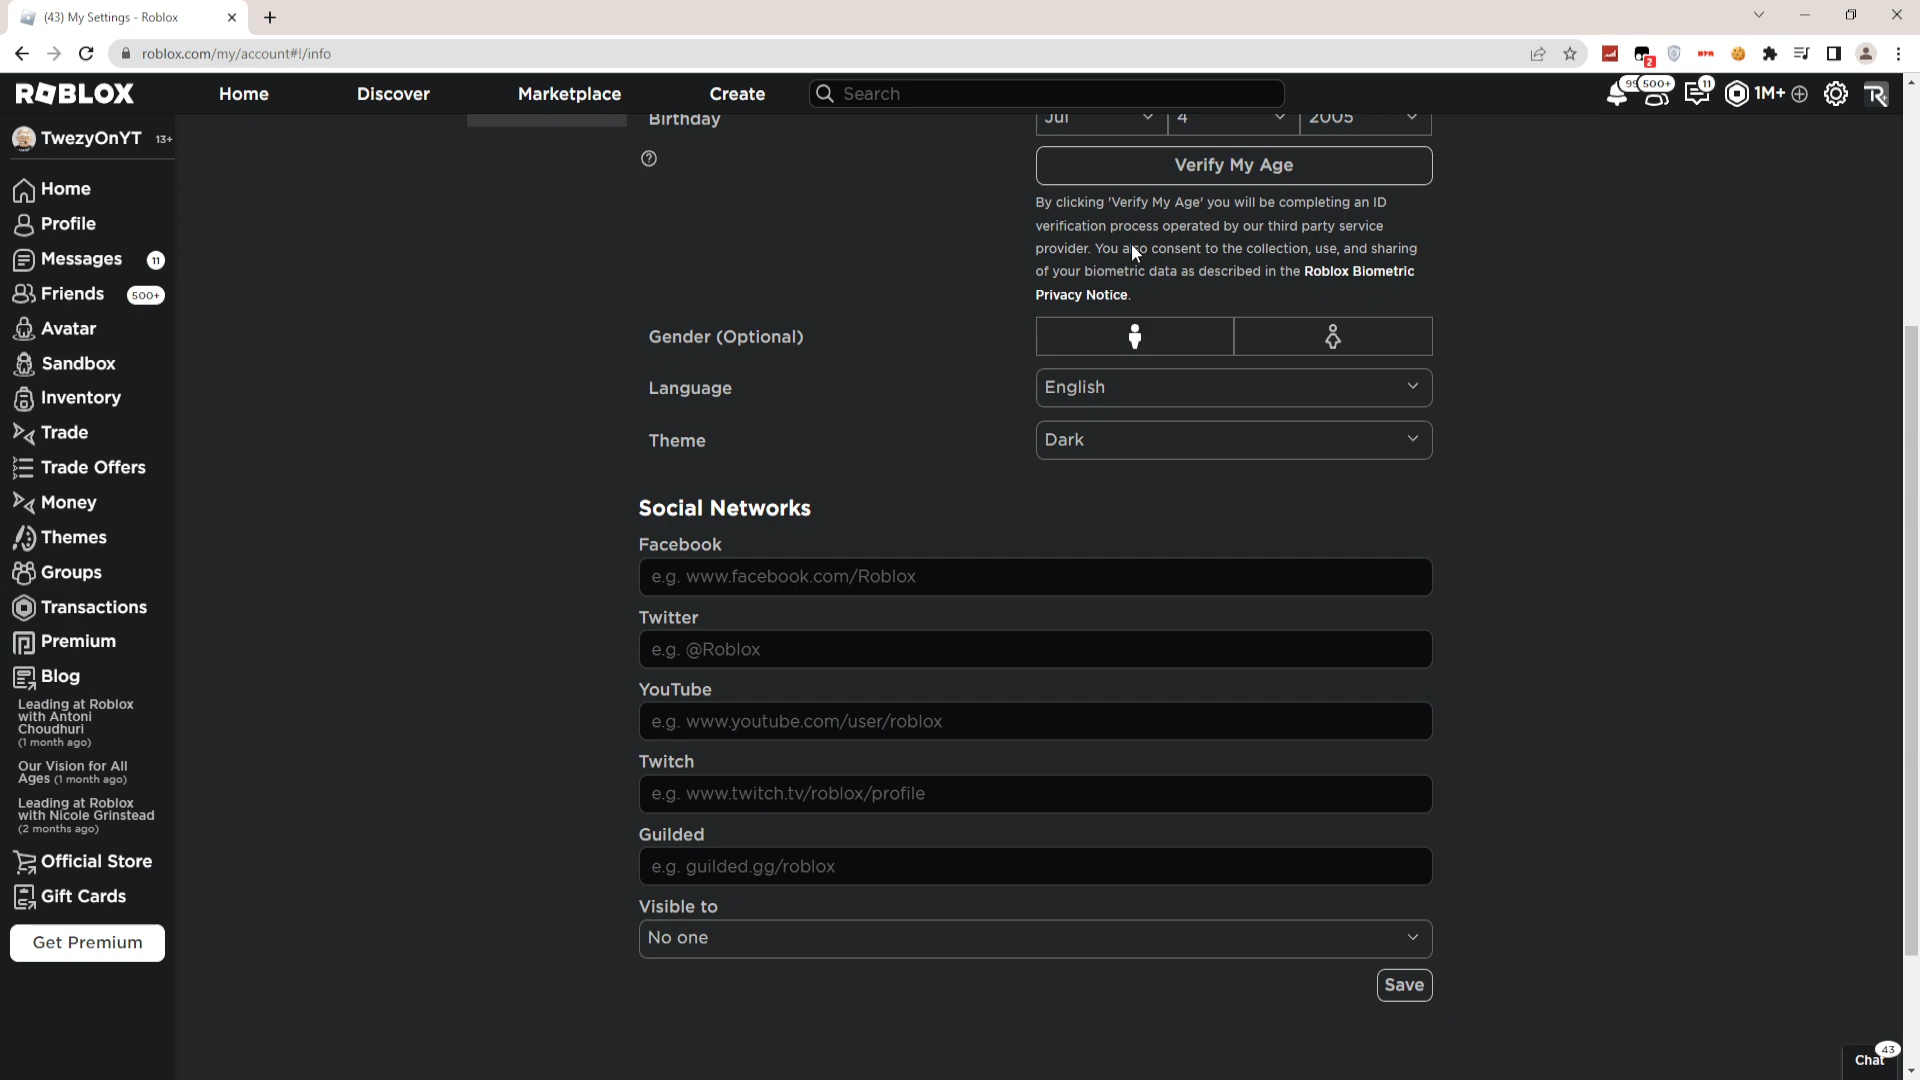 (43) My Settings - Roblox
roblox.com/my/account#!/info
2
ROBLOX
Home
Discover
Marketplace
Create
Search
500+
11
1M+
TwezyOnYT 13+
Home
Profile
Messages 11
Friends 500+
Avatar
Sandbox
Inventory
Trade
Trade Offers
Money
Themes
Groups
Transactions
Premium
Blog
Leading at Roblox
with Antoni
Choudhuri
(1 month ago)
Our Vision for All
Ages (1 month ago)
Leading at Roblox
with Nicole Grinstead
(2 months ago)
Official Store
Gift Cards
Get Premium
Birthday
Jul 4 2005
Verify My Age
By clicking 'Verify My Age' you will be completing an ID
verification process operated by our third party service
provider. You also consent to the collection, use, and sharing
of your biometric data as described in the Roblox Biometric
Privacy Notice.
Gender (Optional)
Language
English
Theme
Dark
Social Networks
Facebook
e.g. www.facebook.com/Roblox
Twitter
e.g. @Roblox
YouTube
e.g. www.youtube.com/user/roblox
Twitch
e.g. www.twitch.tv/roblox/profile
Guilded
e.g. guilded.gg/roblox
Visible to
No one
Save
Chat
43